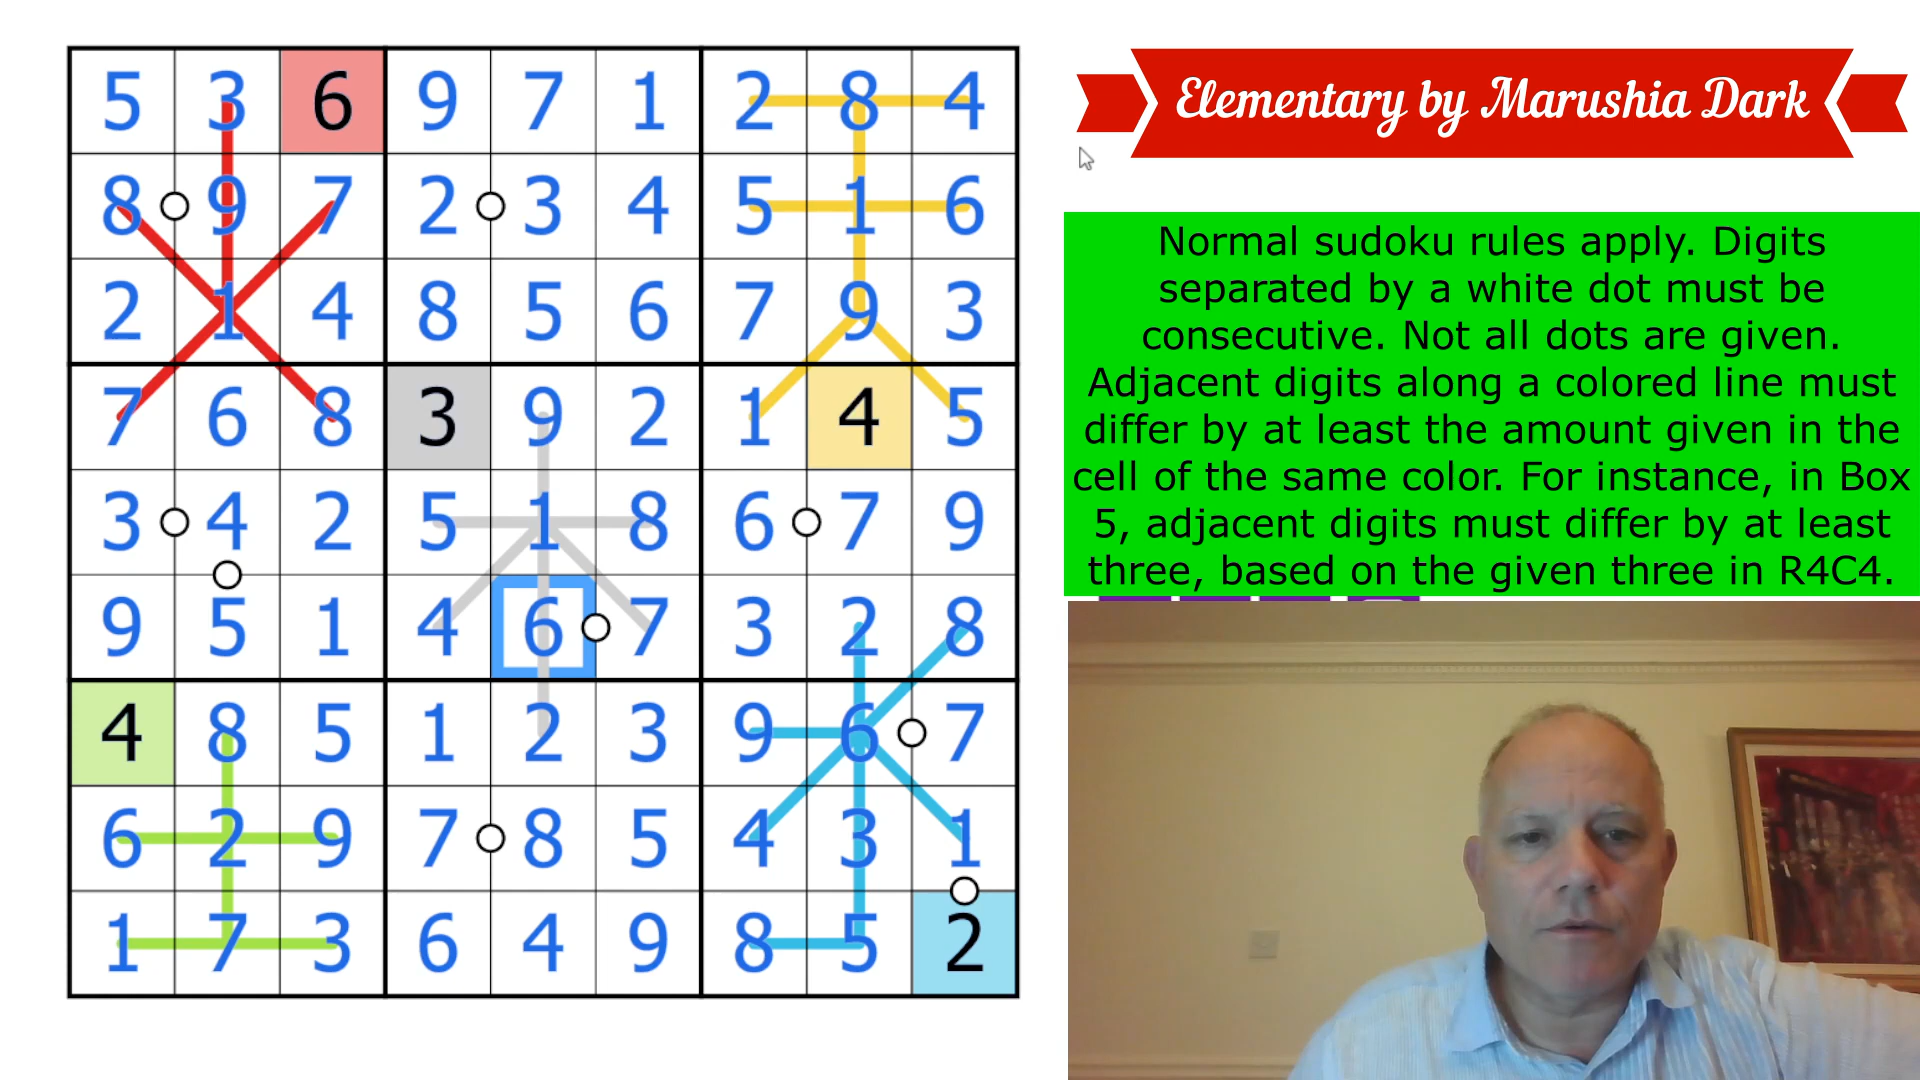 Elementary by Marushia Dark
5 3 6 9 7 1 2 8 4
8 9 7 2 3 4 5 1 6
2 1 4 8 5 6 7 9 3
7 6 8 3 9 2 1 4 5
3 4 2 5 1 8 6 7 9
9 5 1 4 6 7 3 2 8
4 8 5 1 2 3 9 6 7
6 2 9 7 8 5 4 3 1
1 7 3 6 4 9 8 5 2
Normal sudoku rules apply. Digits
separated by a white dot must be
consecutive. Not all dots are given.
Adjacent digits along a colored line must
differ by at least the amount given in the
cell of the same color. For instance, in Box
5, adjacent digits must differ by at least
three, based on the given three in R4C4.